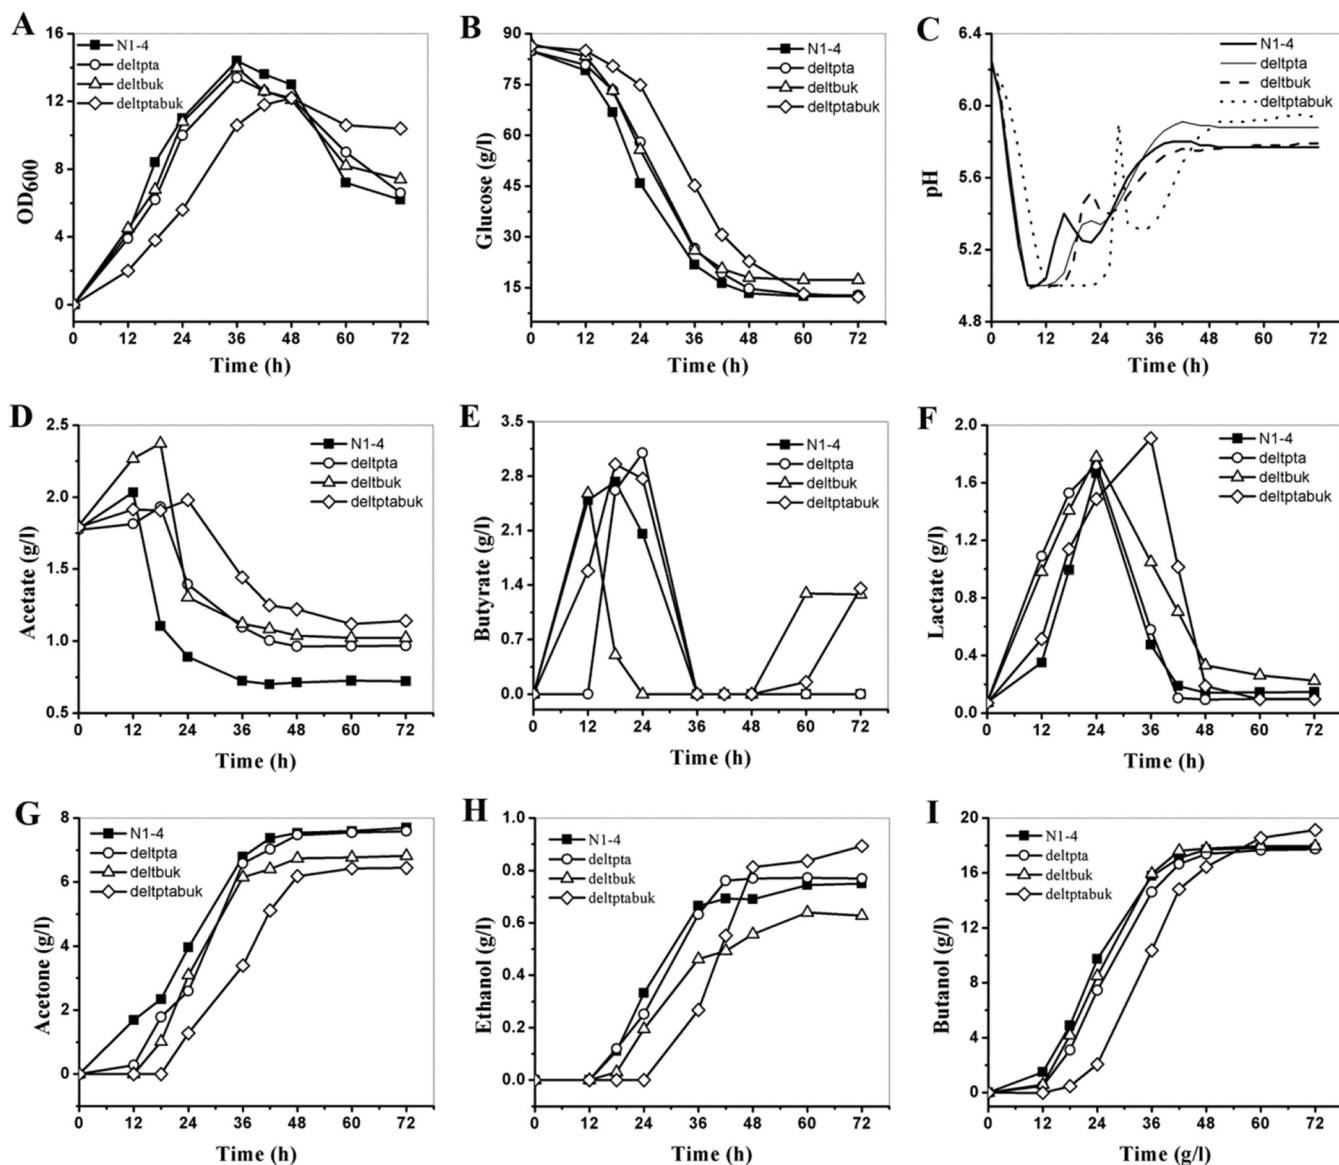 A
16
12
8
4
0
OD600
N1-4
deltpta
deltbuk
deltptabuk
0 12 24 36 48 60 72
Time (h)
B
90
75
60
45
30
15
Glucose (g/l)
N1-4
deltpta
deltbuk
deltptabuk
0 12 24 36 48 60 72
Time (h)
C
6.4
6.0
5.6
5.2
4.8
pH
N1-4
deltpta
deltbuk
deltptabuk
0 12 24 36 48 60 72
Time (h)
D
2.5
2.0
1.5
1.0
0.5
Acetate (g/l)
N1-4
deltpta
deltbuk
deltptabuk
0 12 24 36 48 60 72
Time (h)
E
3.5
2.8
2.1
1.4
0.7
0.0
Butyrate (g/l)
N1-4
deltpta
deltbuk
deltptabuk
0 12 24 36 48 60 72
Time (h)
F
2.0
1.6
1.2
0.8
0.4
0.0
Lactate (g/l)
N1-4
deltpta
deltbuk
deltptabuk
0 12 24 36 48 60 72
Time (h)
G
8
6
4
2
0
Acetone (g/l)
N1-4
deltpta
deltbuk
deltptabuk
0 12 24 36 48 60 72
Time (h)
H
1.0
0.8
0.6
0.4
0.2
0.0
Ethanol (g/l)
N1-4
deltpta
deltbuk
deltptabuk
0 12 24 36 48 60 72
Time (h)
I
20
16
12
8
4
0
Butanol (g/l)
N1-4
deltpta
deltbuk
deltptabuk
0 12 24 36 48 60 72
Time (g/l)